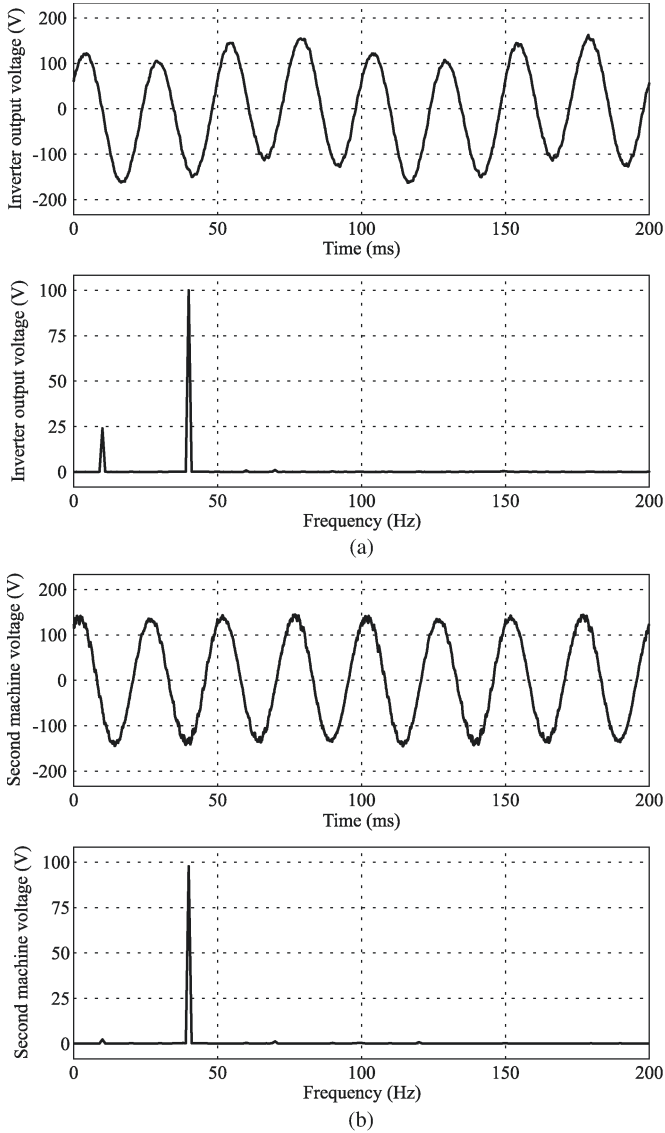 Inverter output voltage (V)
200
100
0
-100
-200
0 50 100 150 200
Time (ms)
Inverter output voltage (V)
100
75
50
25
0
0 50 100 150 200
Frequency (Hz)
(a)
Second machine voltage (V)
200
100
0
-100
-200
0 50 100 150 200
Time (ms)
Second machine voltage (V)
100
75
50
25
0
0 50 100 150 200
Frequency (Hz)
(b)